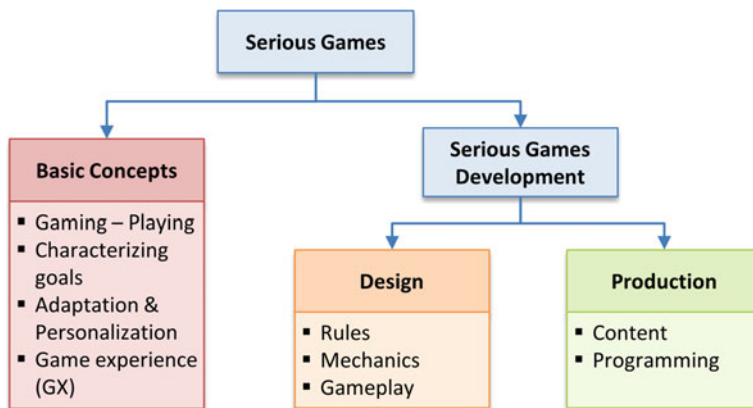 Serious Games
Basic Concepts
▪ Gaming – Playing
▪ Characterizing
goals
▪ Adaptation &
Personalization
▪ Game experience
(GX)
Serious Games
Development
Design
▪ Rules
▪ Mechanics
▪ Gameplay
Production
▪ Content
▪ Programming